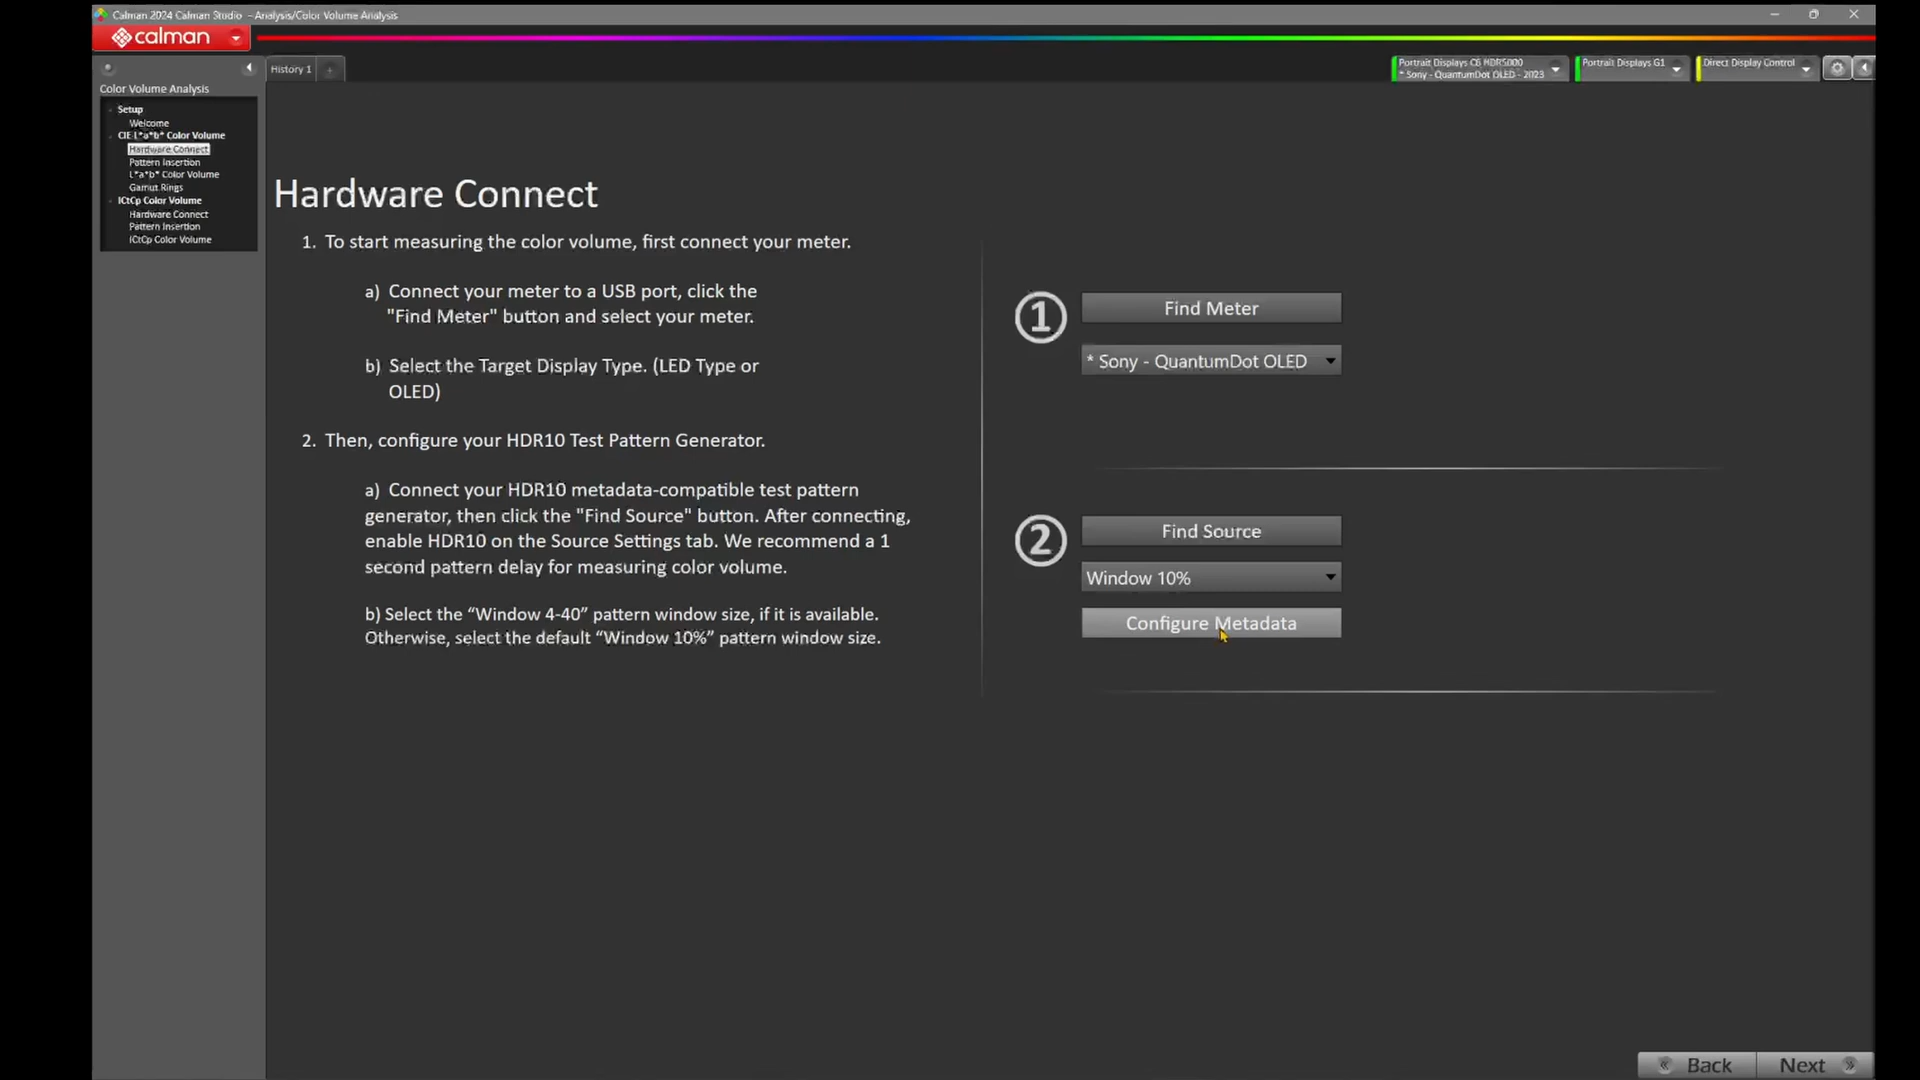 Calman 2024 Calman Studio - Analysis/Color Volume Analysis
calman
History 1 +
Portrait Displays C6 HDR5000
* Sony - QuantumDot OLED - 2023
Portrait Displays G1
Direct Display Control
Color Volume Analysis
Setup
Welcome
CIE L*a*b* Color Volume
Hardware Connect
Pattern Insertion
L*a*b* Color Volume
Gamut Rings
ICtCp Color Volume
Hardware Connect
Pattern Insertion
ICtCp Color Volume
Hardware Connect
1. To start measuring the color volume, first connect your meter.
a) Connect your meter to a USB port, click the
"Find Meter" button and select your meter.
b) Select the Target Display Type. (LED Type or
OLED)
2. Then, configure your HDR10 Test Pattern Generator.
a) Connect your HDR10 metadata-compatible test pattern
generator, then click the "Find Source" button. After connecting,
enable HDR10 on the Source Settings tab. We recommend a 1
second pattern delay for measuring color volume.
b) Select the “Window 4-40” pattern window size, if it is available.
Otherwise, select the default “Window 10%” pattern window size.
1
Find Meter
* Sony - QuantumDot OLED
2
Find Source
Window 10%
Configure Metadata
Back
Next